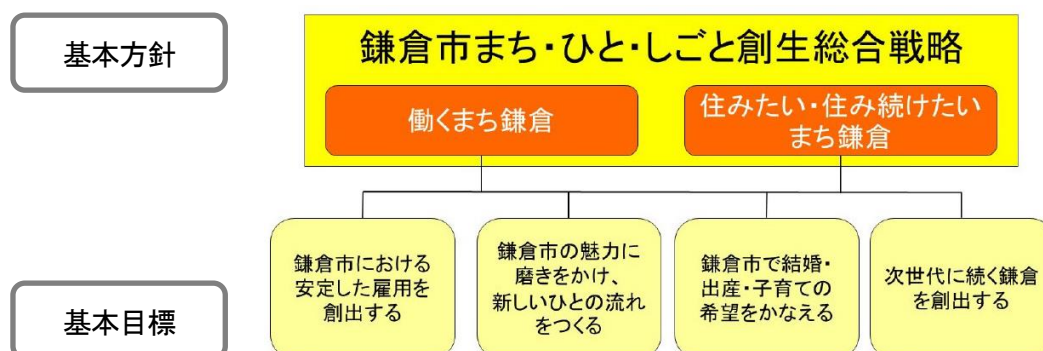 基本方針
鎌倉市まち・ひと・しごと創生総合戦略
働くまち鎌倉
住みたい・住み続けたい
まち鎌倉
基本目標
鎌倉市における
安定した雇用を
創出する
鎌倉市の魅力に
磨きをかけ、
新しいひとの流れ
をつくる
鎌倉市で結婚・
出産・子育ての
希望をかなえる
次世代に続く鎌倉
を創出する